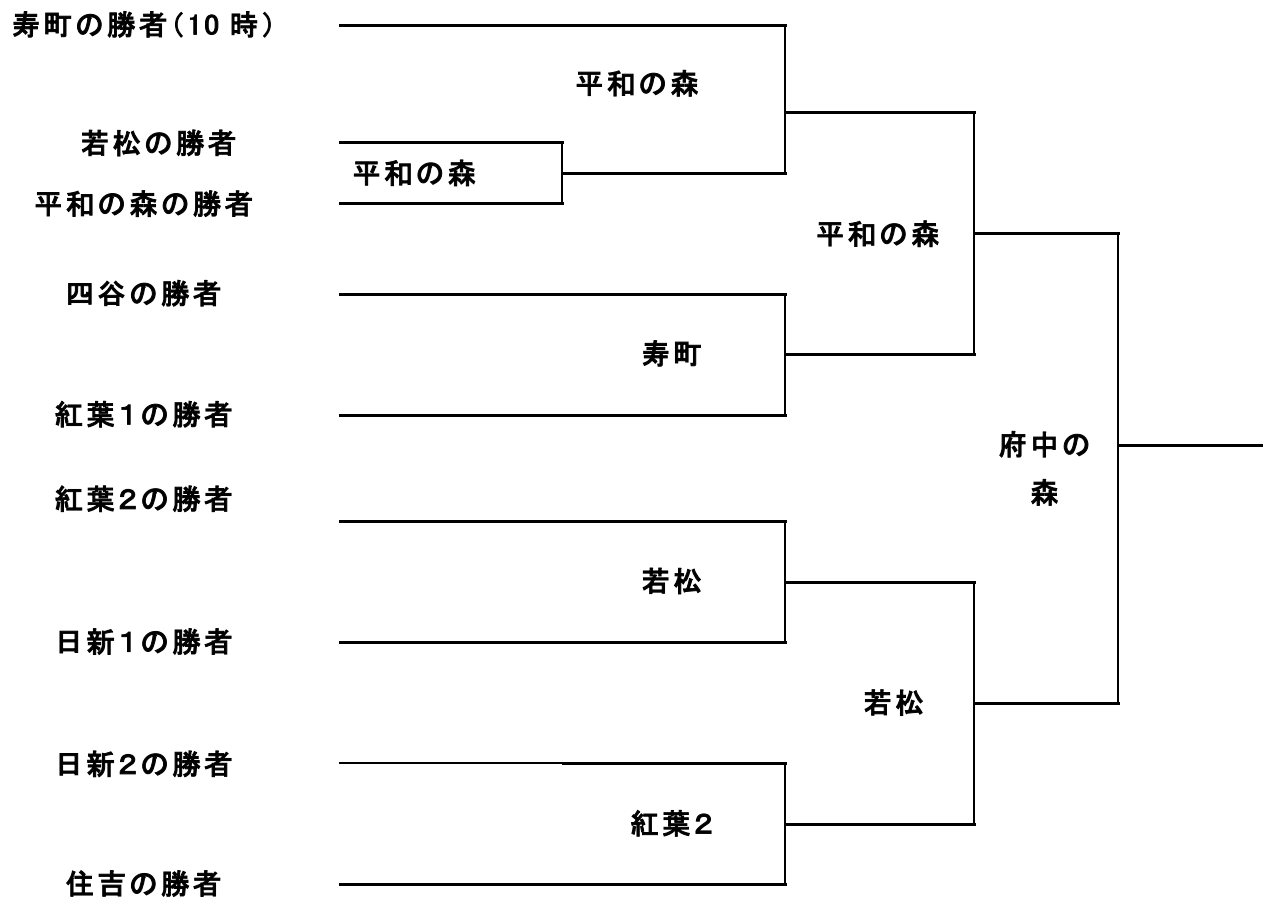 寿町の勝者(10時)
平和の森
若松の勝者
平和の森
平和の森の勝者
平和の森
四谷の勝者
寿町
紅葉1の勝者
府中の
森
紅葉2の勝者
若松
日新1の勝者
若松
日新2の勝者
紅葉2
住吉の勝者